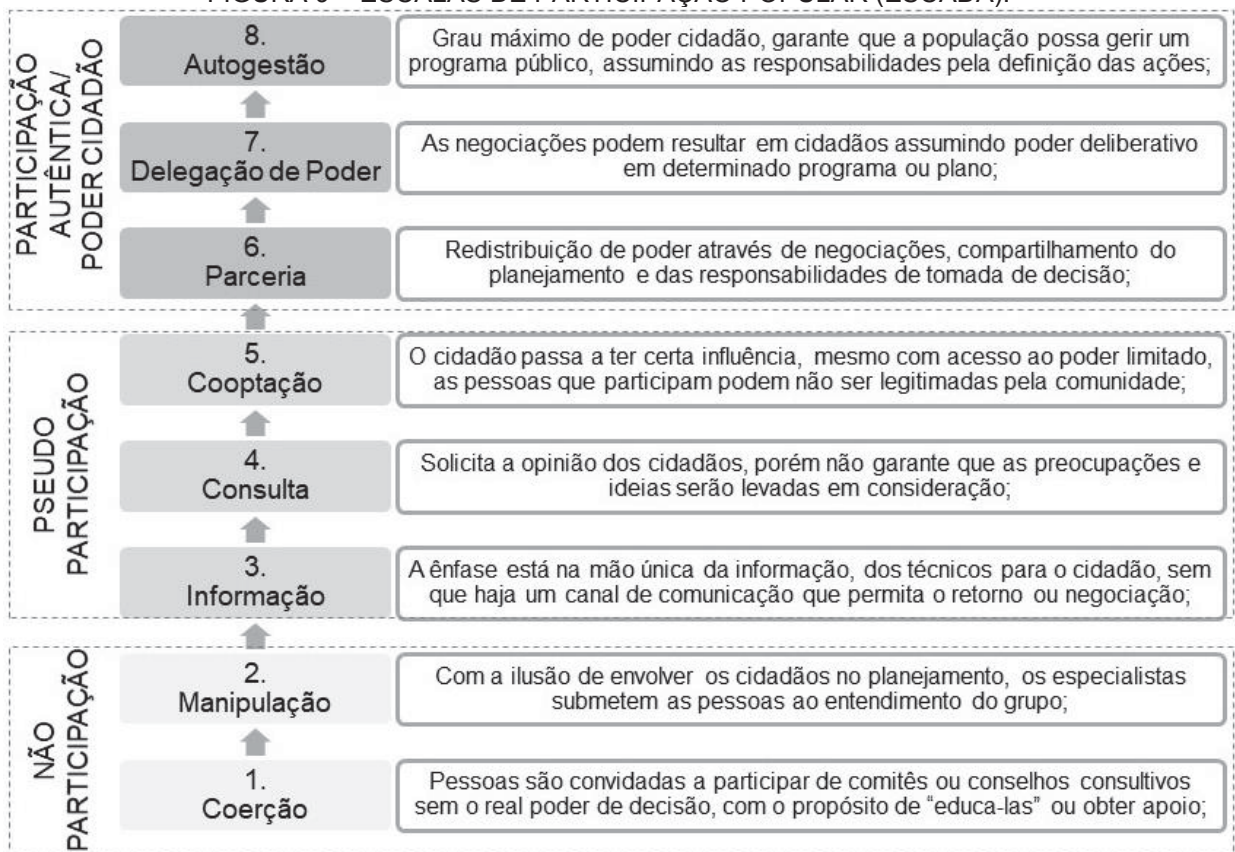 FIGURA 6 – ESCALAS DE PARTICIPAÇÃO POPULAR (ESCADA).
PARTICIPAÇÃO
AUTÊNTICA/
PODER CIDADÃO
8.
Autogestão
Grau máximo de poder cidadão, garante que a população possa gerir um
programa público, assumindo as responsabilidades pela definição das ações;
7.
Delegação de Poder
As negociações podem resultar em cidadãos assumindo poder deliberativo
em determinado programa ou plano;
6.
Parceria
Redistribuição de poder através de negociações, compartilhamento do
planejamento e das responsabilidades de tomada de decisão;
PSEUDO
PARTICIPAÇÃO
5.
Cooptação
O cidadão passa a ter certa influência, mesmo com acesso ao poder limitado,
as pessoas que participam podem não ser legitimadas pela comunidade;
4.
Consulta
Solicita a opinião dos cidadãos, porém não garante que as preocupações e
ideias serão levadas em consideração;
3.
Informação
A ênfase está na mão única da informação, dos técnicos para o cidadão, sem
que haja um canal de comunicação que permita o retorno ou negociação;
NÃO
PARTICIPAÇÃO
2.
Manipulação
Com a ilusão de envolver os cidadãos no planejamento, os especialistas
submetem as pessoas ao entendimento do grupo;
1.
Coerção
Pessoas são convidadas a participar de comitês ou conselhos consultivos
sem o real poder de decisão, com o propósito de “educa-las” ou obter apoio;